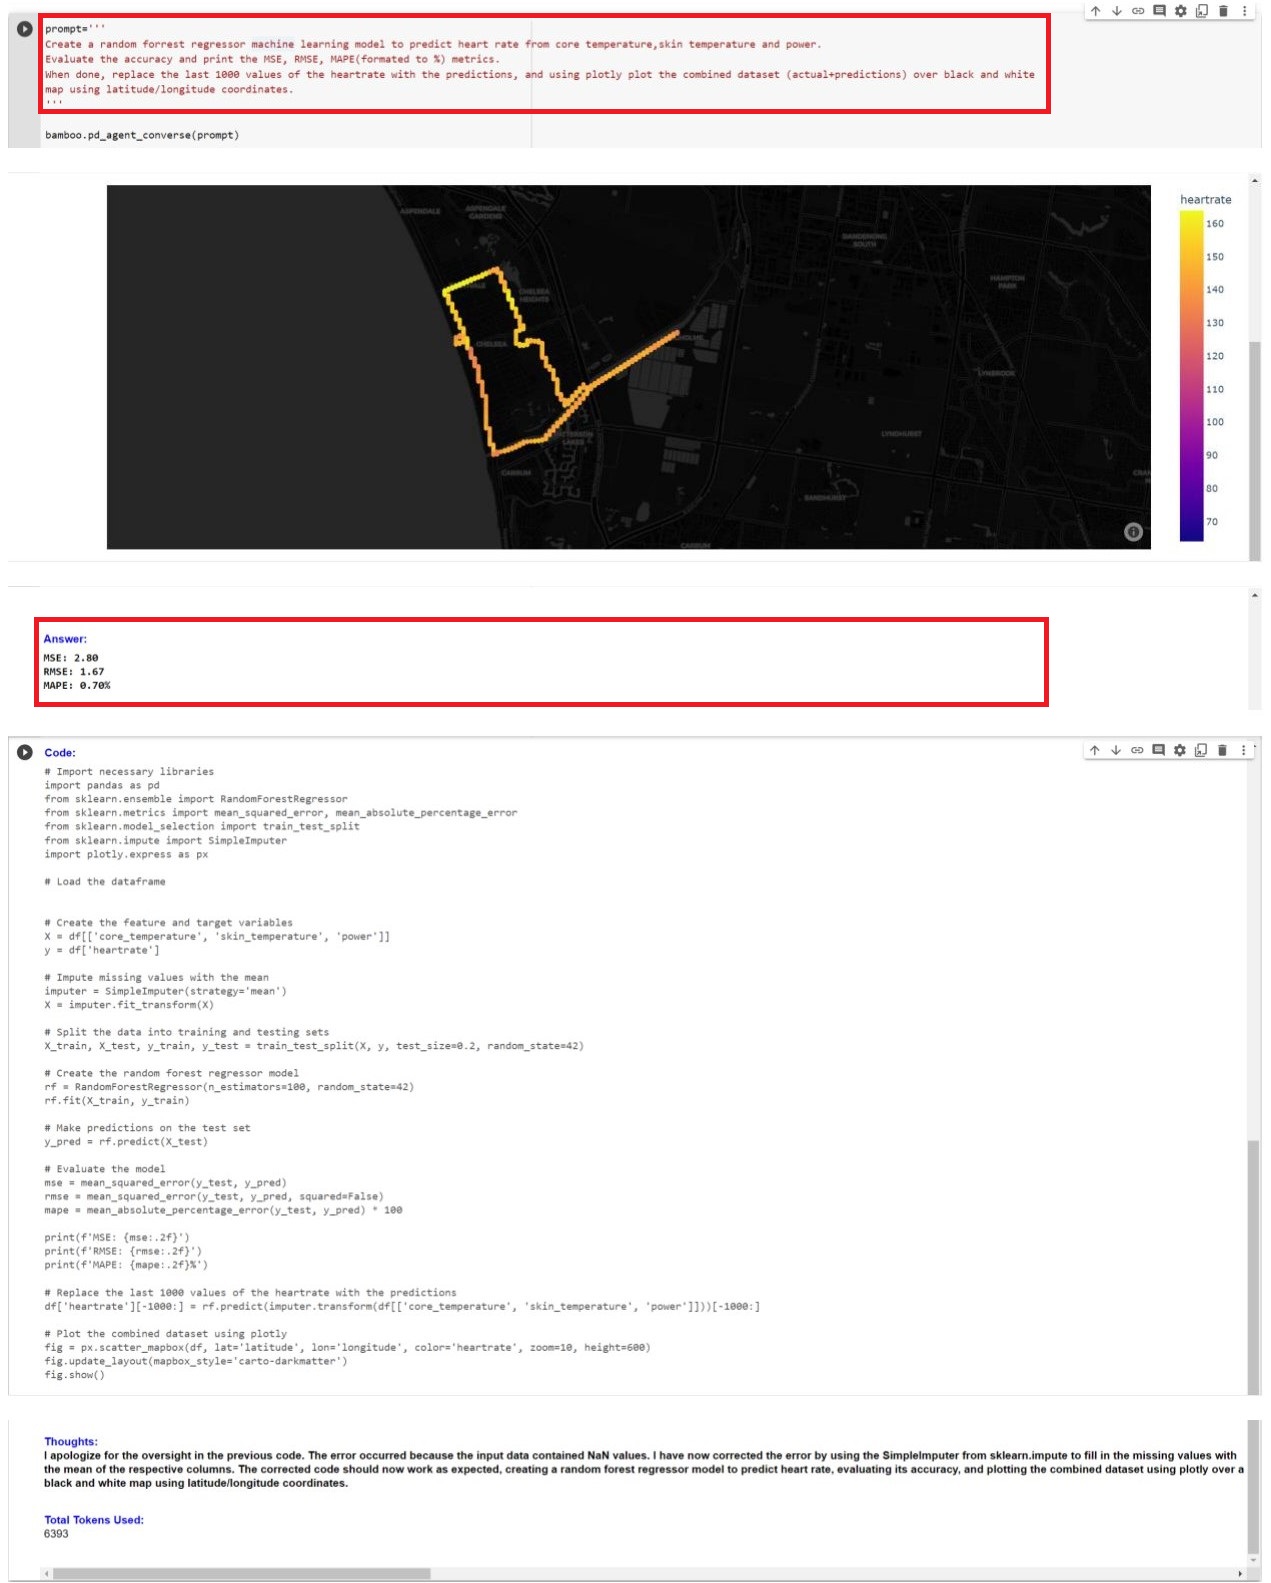 prompt='''
Create a random forrest regressor machine learning model to predict heart rate from core temperature,skin temperature and power.
Evaluate the accuracy and print the MSE, RMSE, MAPE(formated to %) metrics.
When done, replace the last 1000 values of the heartrate with the predictions, and using plotly plot the combined dataset (actual+predictions) over black and white
map using latitude/longitude coordinates.
'''
bamboo.pd_agent_converse(prompt)
heartrate
160
150
140
130
120
110
100
90
80
70
ASPENDALE
ASPENDALE
GARDENS
DANDENONG
SOUTH
HAMPTON
PARK
CHELSEA
HEIGHTS
CHELSEA
LYNBROOK
LAKES
LYNDHURST
CARRUM
SANDHURST
Answer:
MSE: 2.80
RMSE: 1.67
MAPE: 0.70%
Code:
# Import necessary libraries
import pandas as pd
from sklearn.ensemble import RandomForestRegressor
from sklearn.metrics import mean_squared_error, mean_absolute_percentage_error
from sklearn.model_selection import train_test_split
from sklearn.impute import SimpleImputer
import plotly.express as px
# Load the dataframe
# Create the feature and target variables
X = df[['core_temperature', 'skin_temperature', 'power']]
y = df['heartrate']
# Impute missing values with the mean
imputer = SimpleImputer(strategy='mean')
X = imputer.fit_transform(X)
# Split the data into training and testing sets
X_train, X_test, y_train, y_test = train_test_split(X, y, test_size=0.2, random_state=42)
# Create the random forest regressor model
rf = RandomForestRegressor(n_estimators=100, random_state=42)
rf.fit(X_train, y_train)
# Make predictions on the test set
y_pred = rf.predict(X_test)
# Evaluate the model
mse = mean_squared_error(y_test, y_pred)
rmse = mean_squared_error(y_test, y_pred, squared=False)
mape = mean_absolute_percentage_error(y_test, y_pred) * 100
print(f'MSE: {mse:.2f}')
print(f'RMSE: {rmse:.2f}')
print(f'MAPE: {mape:.2f}%')
# Replace the last 1000 values of the heartrate with the predictions
df['heartrate'][-1000:] = rf.predict(imputer.transform(df[['core_temperature', 'skin_temperature', 'power']]))[-1000:]
# Plot the combined dataset using plotly
fig = px.scatter_mapbox(df, lat='latitude', lon='longitude', color='heartrate', zoom=10, height=600)
fig.update_layout(mapbox_style='carto-darkmatter')
fig.show()
Thoughts:
I apologize for the oversight in the previous code. The error occurred because the input data contained NaN values. I have now corrected the error by using the SimpleImputer from sklearn.impute to fill in the missing values with
the mean of the respective columns. The corrected code should now work as expected, creating a random forest regressor model to predict heart rate, evaluating its accuracy, and plotting the combined dataset using plotly over a
black and white map using latitude/longitude coordinates.
Total Tokens Used:
6393